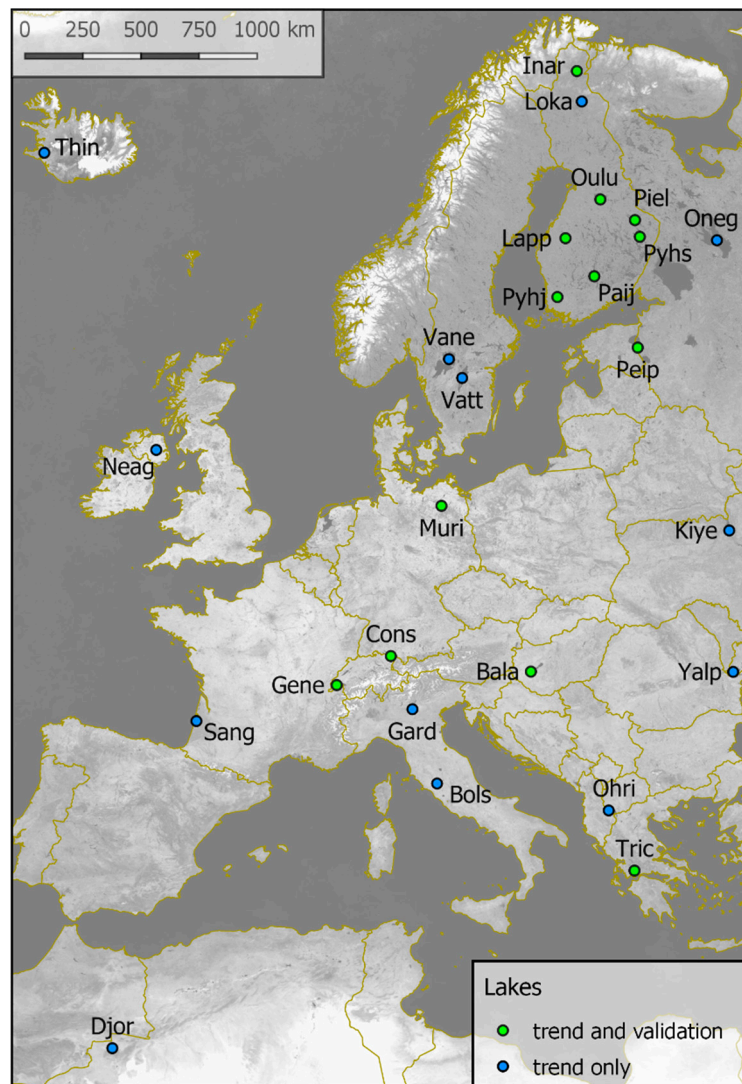 0 250 500 750 1000 km
Inar
Loka
Thin
Oulu
Piel
Oneg
Lapp
Pyhs
Paij
Pyhj
Vane
Peip
Vatt
Neag
Muri
Kiye
Cons
Gene
Bala
Yalp
Sang
Gard
Bols
Ohri
Tric
Lakes
Djor
trend and validation
trend only